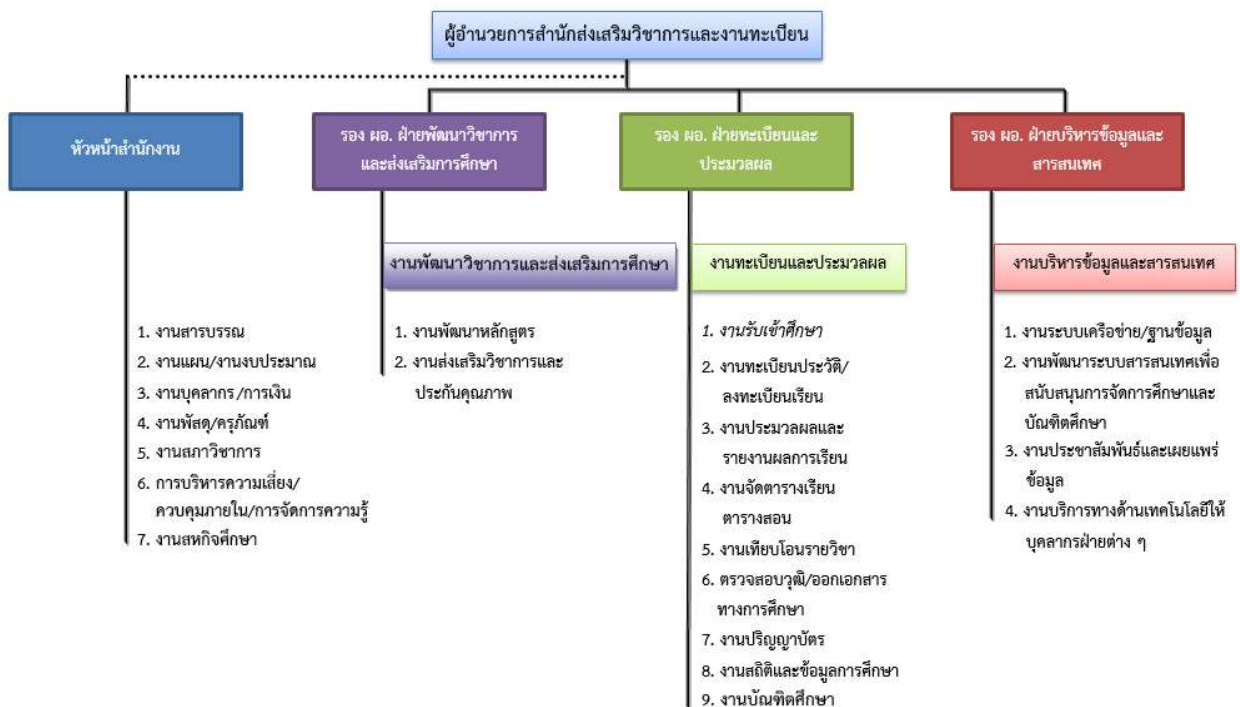 ผู้อำนวยการสำนักส่งเสริมวิชาการและงานทะเบียน
หัวหน้าสำนักงาน
1. งานสารบรรณ
2. งานแผน/งานงบประมาณ
3. งานบุคลากร/การเงิน
4. งานพัสดุ/ครุภัณฑ์
5. งานสภาวิชาการ
6. การบริหารความเสี่ยง/
ควบคุมภายใน/การจัดการความรู้
7. งานสหกิจศึกษา
รอง ผอ. ฝ่ายพัฒนาวิชาการ
และส่งเสริมการศึกษา
งานพัฒนาวิชาการและส่งเสริมการศึกษา
1. งานพัฒนาหลักสูตร
2. งานส่งเสริมวิชาการและ
ประกันคุณภาพ
รอง ผอ. ฝ่ายทะเบียนและ
ประมวลผล
งานทะเบียนและประมวลผล
1. งานรับเข้าศึกษา
2. งานทะเบียนประวัติ/
ลงทะเบียนเรียน
3. งานประมวลผลและ
รายงานผลการเรียน
4. งานจัดตารางเรียน
ตารางสอน
5. งานเทียบโอนรายวิชา
6. ตรวจสอบวุฒิ/ออกเอกสาร
ทางการศึกษา
7. งานปริญญาบัตร
8. งานสถิติและข้อมูลการศึกษา
9. งานบัณฑิตศึกษา
รอง ผอ. ฝ่ายบริหารข้อมูลและ
สารสนเทศ
งานบริหารข้อมูลและสารสนเทศ
1. งานระบบเครือข่าย/ฐานข้อมูล
2. งานพัฒนาระบบสารสนเทศเพื่อ
สนับสนุนการจัดการศึกษาและ
บัณฑิตศึกษา
3. งานประชาสัมพันธ์และเผยแพร่
ข้อมูล
4. งานบริการทางด้านเทคโนโลยีให้
บุคลากรฝ่ายต่าง ๆ